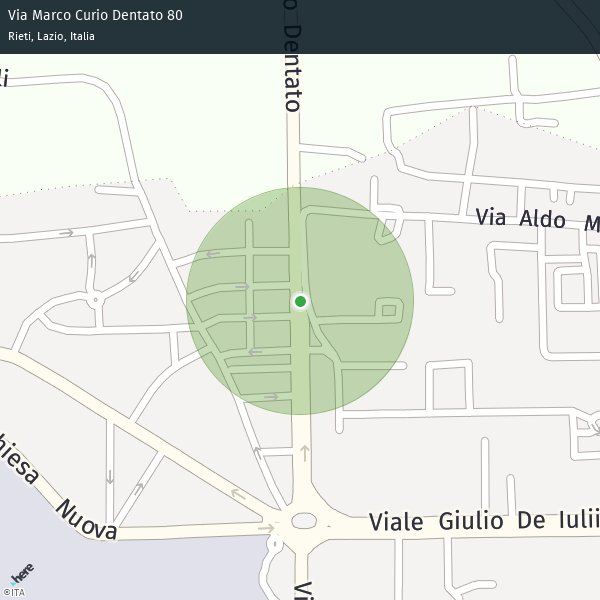 Via Marco Curio Dentato 80
Rieti, Lazio, Italia
o Dentato
li
Via Aldo M
hiesa Nuova
Viale Giulio De Iulii
Vi
here
©ITA